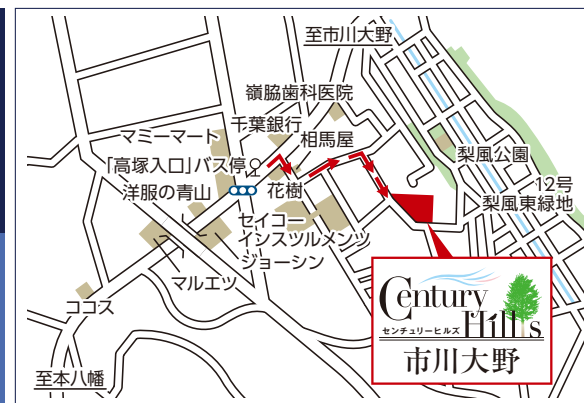 至市川大野
嶺脇歯科医院
千葉銀行
相馬屋
マミーマート
「高塚入口」バス停
花樹
洋服の青山
梨風公園
12号
梨風東緑地
セイコー
インスツルメンツ
ジョーシン
マルエツ
ココス
至本八幡
Century
センチュリーヒルズ
Hills
市川大野